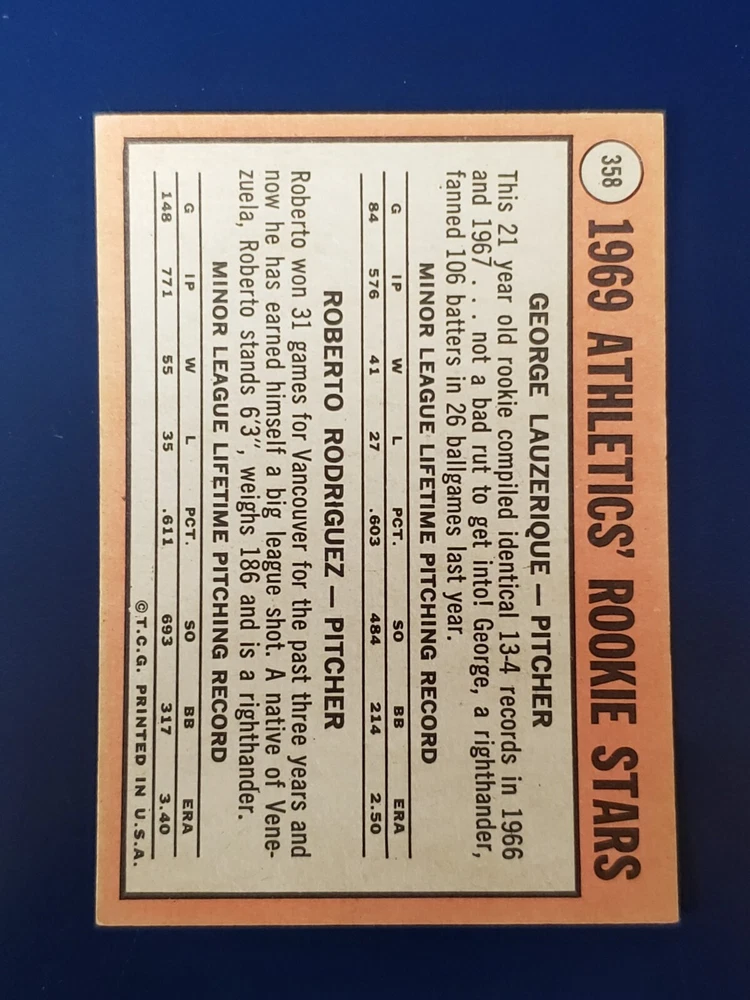 358
1969 ATHLETICS' ROOKIE STARS
GEORGE LAUZERIQUE — PITCHER
This 21 year old rookie compiled identical 13-4 records in 1966
and 1967 . . . not a bad rut to get into! George, a righthander,
fanned 106 batters in 26 ballgames last year.
MINOR LEAGUE LIFETIME PITCHING RECORD
G IP W L PCT. SO BB ERA
84 576 41 27 .603 484 214 2.50
ROBERTO RODRIGUEZ — PITCHER
Roberto won 31 games for Vancouver for the past three years and
now he has earned himself a big league shot. A native of Vene-
zuela, Roberto stands 6'3", weighs 186 and is a righthander.
MINOR LEAGUE LIFETIME PITCHING RECORD
G IP W L PCT. SO BB ERA
148 771 55 35 .611 693 317 3.40
©T.C.G. PRINTED IN U.S.A.